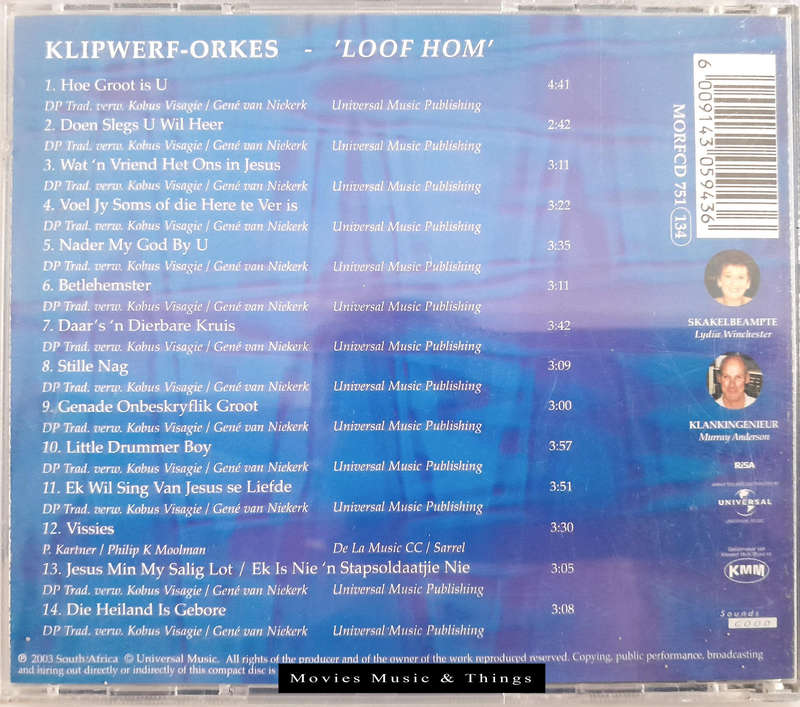 KLIPWERF-ORKES - 'LOOF HOM'
1. Hoe Groot is U 4:41
DP Trad. verw. Kobus Visagie / Gené van Niekerk Universal Music Publishing
2. Doen Slegs U Wil Heer 2:42
DP Trad. verw. Kobus Visagie / Gené van Niekerk Universal Music Publishing
3. Wat 'n Vriend Het Ons in Jesus 3:11
DP Trad. verw. Kobus Visagie / Gené van Niekerk Universal Music Publishing
4. Voel Jy Soms of die Here te Ver is 3:22
DP Trad. verw. Kobus Visagie / Gené van Niekerk Universal Music Publishing
5. Nader My God By U 3:35
DP Trad. verw. Kobus Visagie / Gené van Niekerk Universal Music Publishing
6. Betlehemster 3:11
DP Trad. verw. Kobus Visagie / Gené van Niekerk Universal Music Publishing
7. Daar's 'n Dierbare Kruis 3:42
DP Trad. verw. Kobus Visagie / Gené van Niekerk Universal Music Publishing
8. Stille Nag 3:09
DP Trad. verw. Kobus Visagie / Gené van Niekerk Universal Music Publishing
9. Genade Onbeskryflik Groot 3:00
DP Trad. verw. Kobus Visagie / Gené van Niekerk Universal Music Publishing
10. Little Drummer Boy 3:57
DP Trad. verw. Kobus Visagie / Gené van Niekerk Universal Music Publishing
11. Ek Wil Sing Van Jesus se Liefde 3:51
DP Trad. verw. Kobus Visagie / Gené van Niekerk Universal Music Publishing
12. Vissies 3:30
P. Kartner / Philip K Moolman De La Music CC / Sarrel
13. Jesus Min My Salig Lot / Ek Is Nie 'n Stapsoldaatjie Nie 3:05
DP Trad. verw. Kobus Visagie / Gené van Niekerk Universal Music Publishing
14. Die Heiland Is Gebore 3:08
DP Trad. verw. Kobus Visagie / Gené van Niekerk Universal Music Publishing
6 009143 059436
MORFCD 751 134
SKAKELBEAMPTE
Lydia Winchester
KLANKINGENIEUR
Murray Anderson
RiSA
UNIVERSAL
UNIVERSAL MUSIC
KMM
Sounds
GOOD
℗ 2003 South Africa © Universal Music. All rights of the producer and of the owner of the work reproduced reserved. Copying, public performance, broadcasting
and hiring out directly or indirectly of this compact disc is
Movies Music & Things